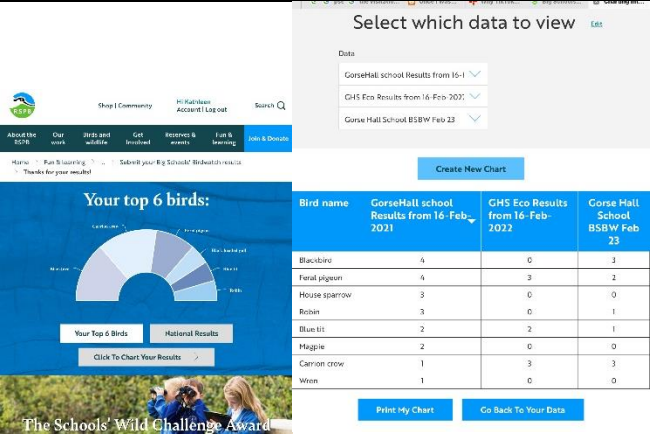 RSPB
Shop | Community
Hi Kathleen
Account | Log out
Search
About the RSPB
Our work
Birds and wildlife
Get Involved
Reserves & events
Fun & learning
Join & Donate
Home Fun & learning ... Submit your Big Schools' Birdwatch results
Thanks for your results!
Your top 6 birds:
Carrion crow
Feral pigeon
Black-headed gull
Blue tit
Robin
Blackbird
Your Top 6 Birds
National Results
Click To Chart Your Results
The Schools' Wild Challenge Award
Select which data to view
Edit
Data
GorseHall school Results from 16-
GHS Eco Results from 16-Feb-202
Gorse Hall School BSBW Feb 23
Create New Chart
Bird name GorseHall school Results from 16-Feb-2021 GHS Eco Results from 16-Feb-2022 Gorse Hall School BSBW Feb 23
Blackbird 4 0 3
Feral pigeon 4 3 2
House sparrow 3 0 0
Robin 3 0 1
Blue tit 2 2 1
Magpie 2 0 0
Carrion crow 1 3 3
Wren 1 0 0
Print My Chart
Go Back To Your Data